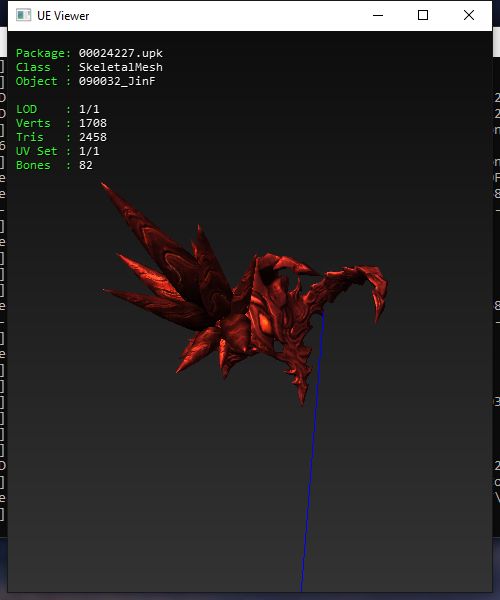 UE Viewer
Package: 00024227.upk
Class  : SkeletalMesh
Object : 090032_JinF
LOD    : 1/1
Verts  : 1708
Tris   : 2458
UV Set : 1/1
Bones  : 82